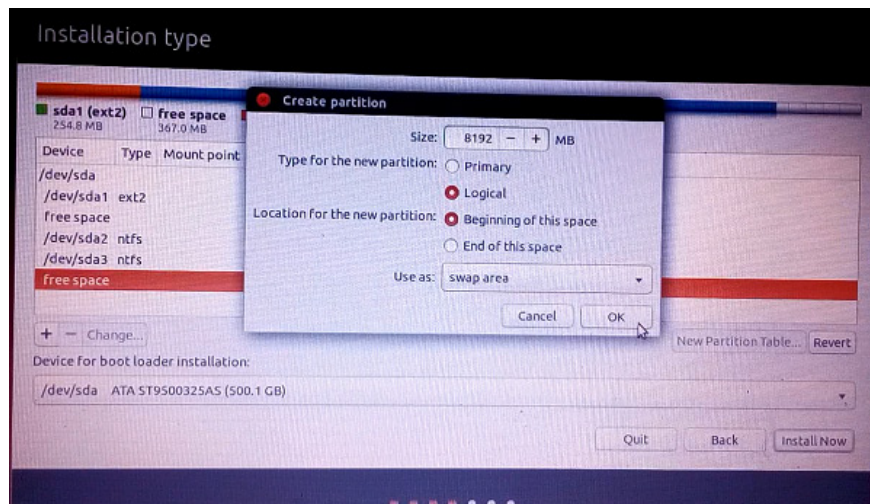 Installation type
sda1 (ext2) free space
254.8 MB 367.0 MB
Device Type Mount point
/dev/sda
/dev/sda1 ext2
free space
/dev/sda2 ntfs
/dev/sda3 ntfs
free space
+ − Change...
Create partition
Size: 8192 − + MB
Type for the new partition: Primary
Logical
Location for the new partition: Beginning of this space
End of this space
Use as: swap area
Cancel OK
New Partition Table... Revert
Device for boot loader installation:
/dev/sda ATA ST9500325AS (500.1 GB)
Quit Back Install Now